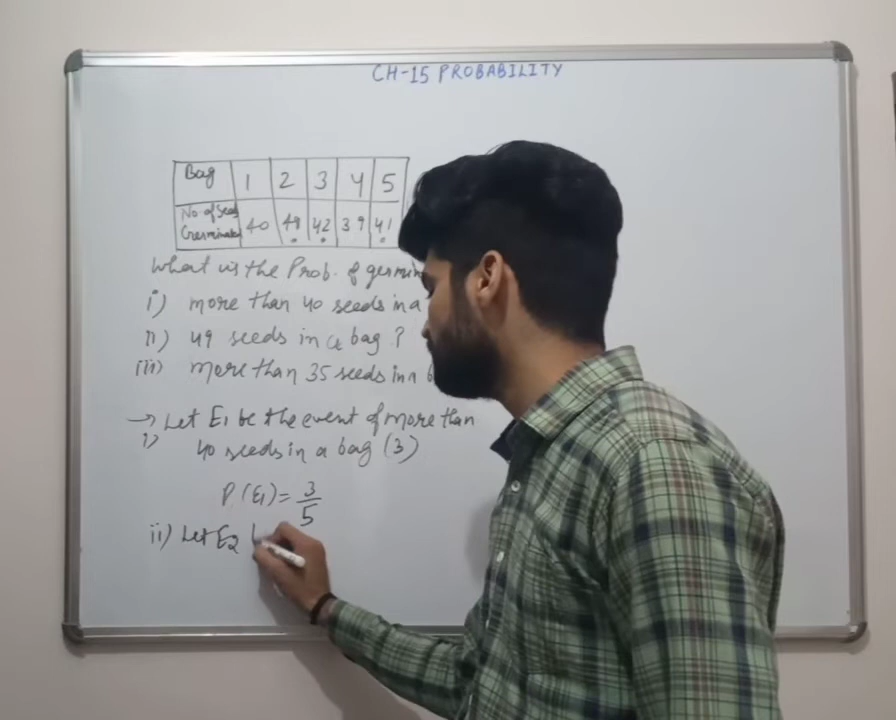 CH-15 PROBABILITY
Bag 1 2 3 4 5
No. of Seeds Germinated 40 48 42 39 41
What is the Prob. of germin
i) more than 40 seeds in a
ii) 49 seeds in a bag?
iii) more than 35 seeds in a b
→ Let E1 be the event of more than
i) 40 seeds in a bag (3)
P(E1) = 3/5
ii) Let E2 b